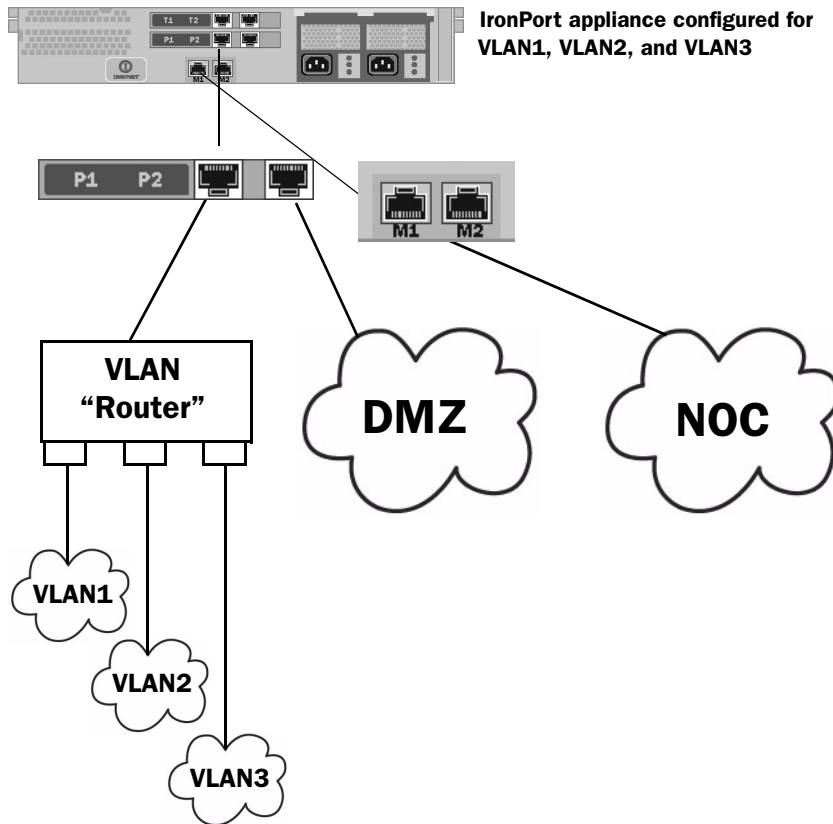 IronPort appliance configured for
VLAN1, VLAN2, and VLAN3
T1 T2
P1 P2
IRONPORT
M1 M2
P1 P2
M1 M2
VLAN
“Router”
DMZ
NOC
VLAN1
VLAN2
VLAN3